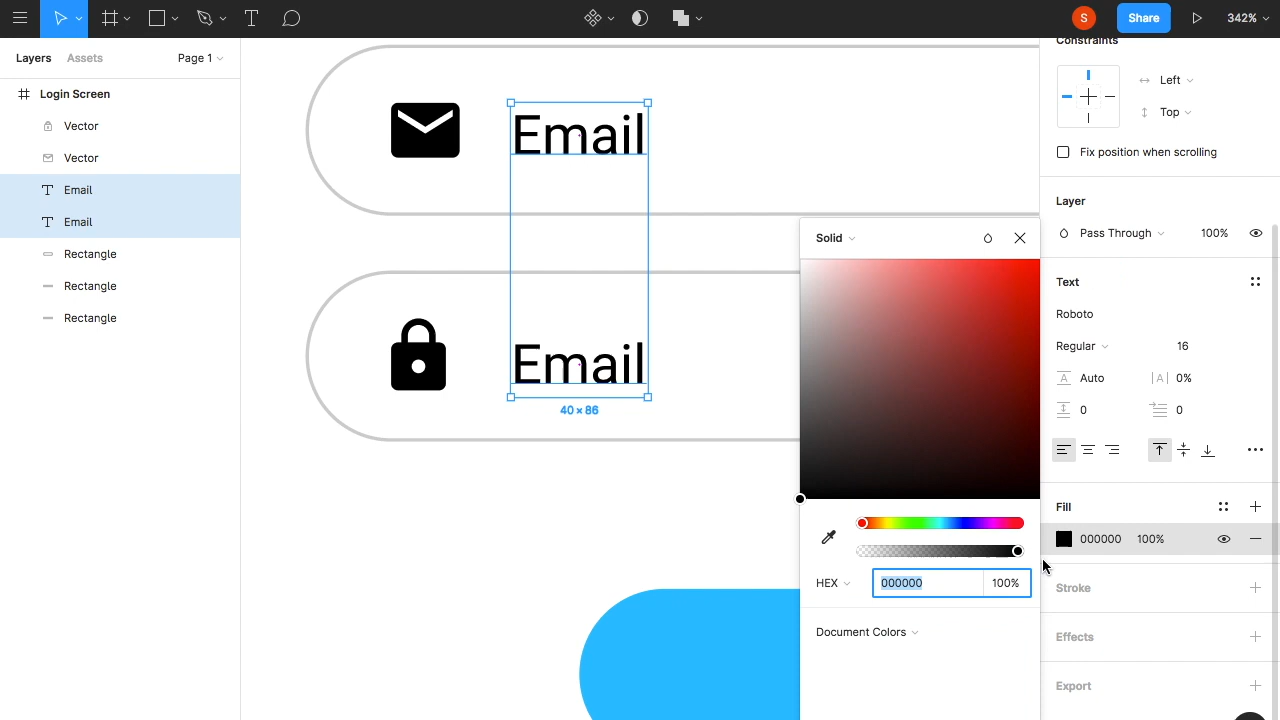 S
Share
342%
Layers
Assets
Page 1
Login Screen
Vector
Vector
Email
Email
Rectangle
Rectangle
Rectangle
Email
Email
40 × 86
Solid
HEX
000000
100%
Document Colors
Constraints
Left
Top
Fix position when scrolling
Layer
Pass Through
100%
Text
Roboto
Regular
16
Auto
0%
0
0
Fill
000000
100%
Stroke
Effects
Export